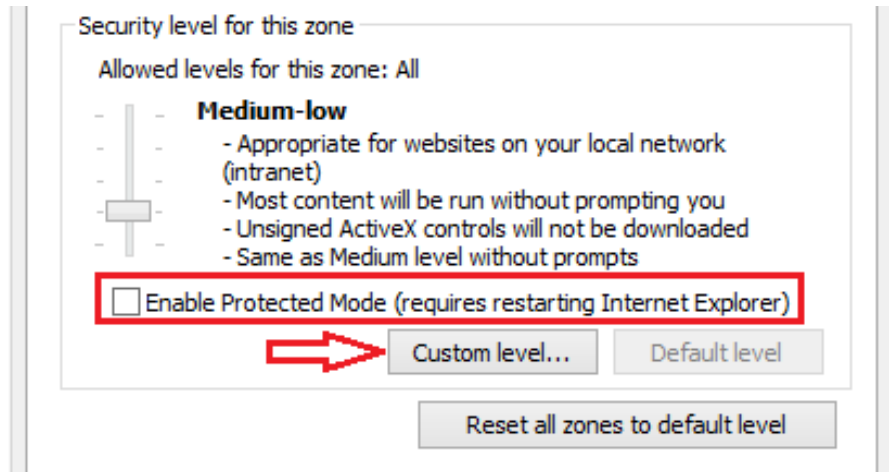 Security level for this zone
Allowed levels for this zone: All
Medium-low
- Appropriate for websites on your local network
(intranet)
- Most content will be run without prompting you
- Unsigned ActiveX controls will not be downloaded
- Same as Medium level without prompts
Enable Protected Mode (requires restarting Internet Explorer)
Custom level... Default level
Reset all zones to default level